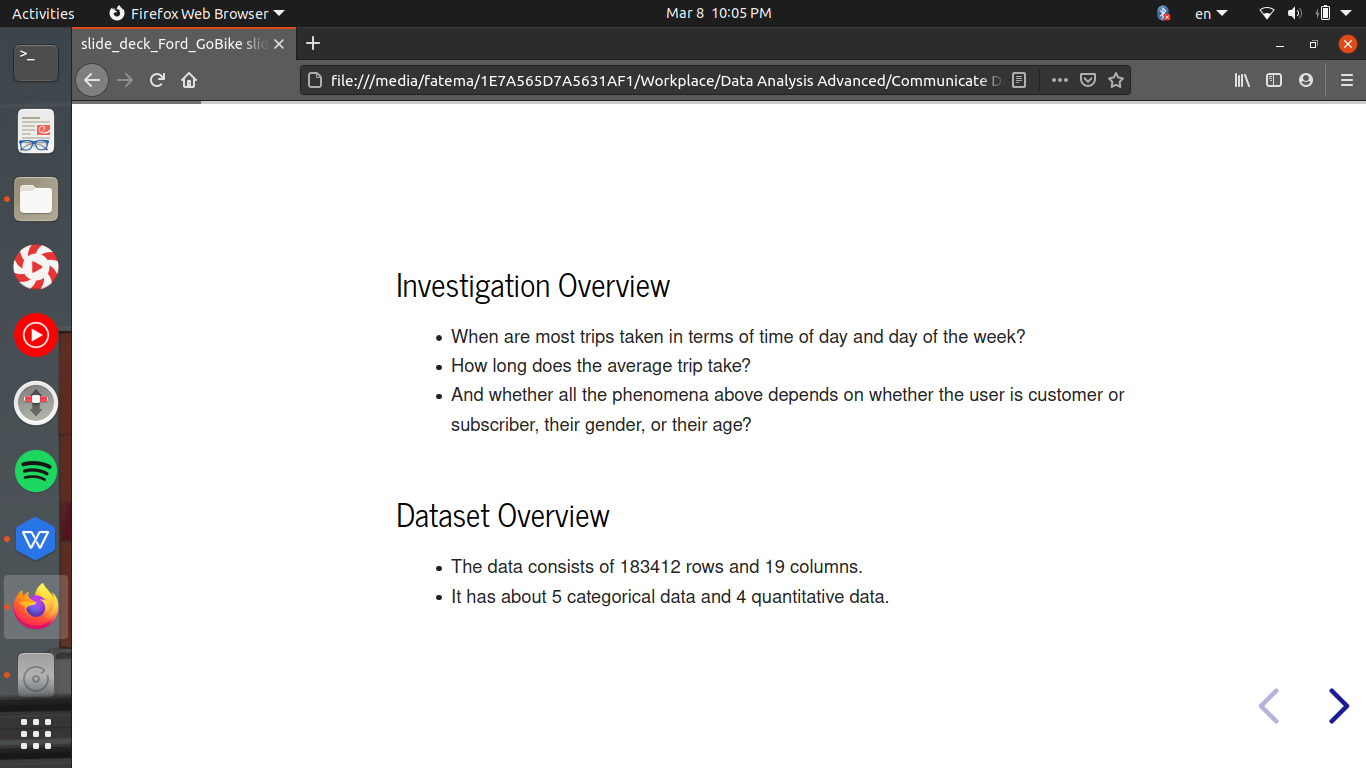 Activities Firefox Web Browser Mar 8 10:05 PM en
slide_deck_Ford_GoBike slid
file:///media/fatema/1E7A565D7A5631AF1/Workplace/Data Analysis Advanced/Communicate D
Investigation Overview
• When are most trips taken in terms of time of day and day of the week?
• How long does the average trip take?
• And whether all the phenomena above depends on whether the user is customer or
subscriber, their gender, or their age?
Dataset Overview
• The data consists of 183412 rows and 19 columns.
• It has about 5 categorical data and 4 quantitative data.